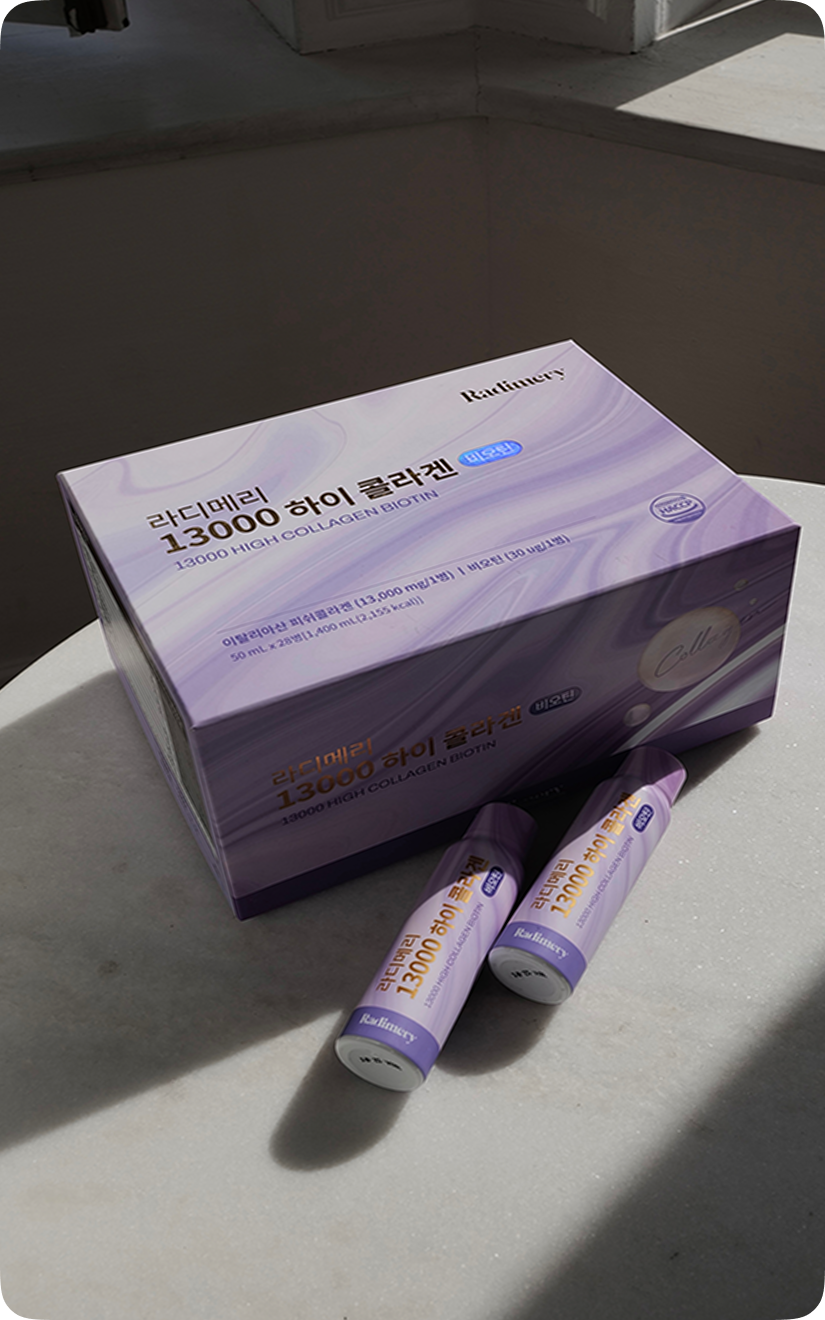 Radimery
라디메리
13000 하이 콜라겐 비오틴
13000 HIGH COLLAGEN BIOTIN
HACCP
이탈리아산 피쉬콜라겐 (13,000 mg/1병) | 비오틴 (30 ug/1병)
50 mL x 28병[1,400 mL(2,155 kcal)]
Collagen
라디메리
13000 하이 콜라겐 비오틴
13000 HIGH COLLAGEN BIOTIN
라디메리
13000 하이 콜라겐 비오틴
13000 HIGH COLLAGEN BIOTIN
Radimery
라디메리
13000 하이 콜라겐 비오틴
13000 HIGH COLLAGEN BIOTIN
Radimery